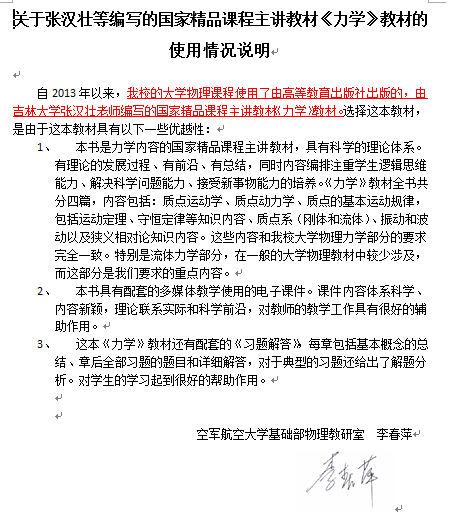 关于张汉壮等编写的国家精品课程主讲教材《力学》教材的
使用情况说明
自 2013 年以来，我校的大学物理课程使用了由高等教育出版社出版的，由
吉林大学张汉壮老师编写的国家精品课程主讲教材《力学》教材。选择这本教材，
是由于这本教材具有以下一些优越性：
1、 本书是力学内容的国家精品课程主讲教材，具有科学的理论体系。
有理论的发展过程、有前沿、有总结，同时内容编排注重学生逻辑思维
能力、解决科学问题能力、接受新事物能力的培养。《力学》教材全书共
分四篇，内容包括：质点运动学、质点动力学、质点的基本运动规律，
包括运动定理、守恒定律等知识内容、质点系（刚体和流体）、振动和波
动以及狭义相对论知识内容。这些内容和我校大学物理力学部分的要求
完全一致。特别是流体力学部分，在一般的大学物理教材中较少涉及，
而这部分是我们要求的重点内容。
2、 本书具有配套的多媒体教学使用的电子课件。课件内容体系科学、
内容新颖，理论联系实际和科学前沿，对教师的教学工作具有很好的辅
助作用。
3、 这本《力学》教材还有配套的《习题解答》，每章包括基本概念的总
结、章后全部习题的题目和详细解答，对于典型的习题还给出了解题分
析。对学生的学习起到很好的帮助作用。
空军航空大学基础部物理教研室 李春萍
李春萍